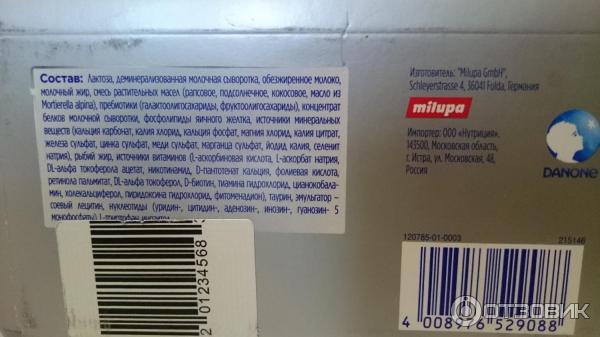 Состав: Лактоза, деминерализованная молочная сыворотка, обезжиренное молоко,
молочный жир, смесь растительных масел (рапсовое, подсолнечное, кокосовое, масло из
Mortierella alpina), пребиотики (галактоолигосахариды, фруктоолигосахариды), концентрат
белков молочной сыворотки, фосфолипиды яичного желтка, источники минеральных
веществ (кальция карбонат, калия хлорид, кальция фосфат, магния хлорид, калия цитрат,
железа сульфат, цинка сульфат, меди сульфат, марганца сульфат, йодид калия, селенит
натрия), рыбий жир, источники витаминов (L-аскорбиновая кислота, L-аскорбат натрия,
DL-альфа токоферол ацетат, никотинамид, D-пантотенат кальция, фолиевая кислота,
ретинола пальмитат, DL-альфа токоферол, D-биотин, тиамина гидрохлорид, цианокобала-
мин, холекальциферол, пиридоксина гидрохлорид, фитоменадион), таурин, эмульгатор –
соевый лецитин, нуклеотиды (уридин-, цитидин-, аденозин-, инозин-, гуанозин- 5
монофосфаты), L-триптофан, инозитол
2 01234568
Изготовитель: "Milupa GmbH",
Schleyerstrasse 4, 36041 Fulda, Германия
milupa
Импортер: ООО «Нутриция»,
143500, Московская область,
г. Истра, ул. Московская, 48,
Россия
DANONE
120785-01-0003 215146
4 008976 529088
ОТЗОВИК